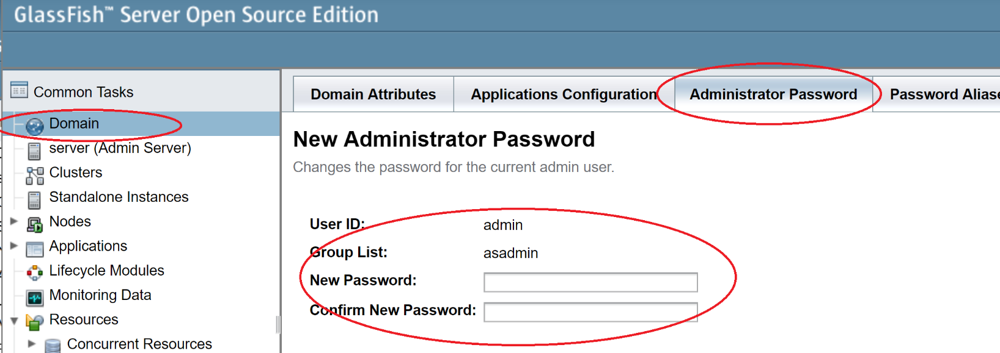 GlassFish™ Server Open Source Edition
Common Tasks
Domain
server (Admin Server)
Clusters
Standalone Instances
Nodes
Applications
Lifecycle Modules
Monitoring Data
Resources
Concurrent Resources
Domain Attributes
Applications Configuration
Administrator Password
Password Aliase
New Administrator Password
Changes the password for the current admin user.
User ID: admin
Group List: asadmin
New Password:
Confirm New Password: